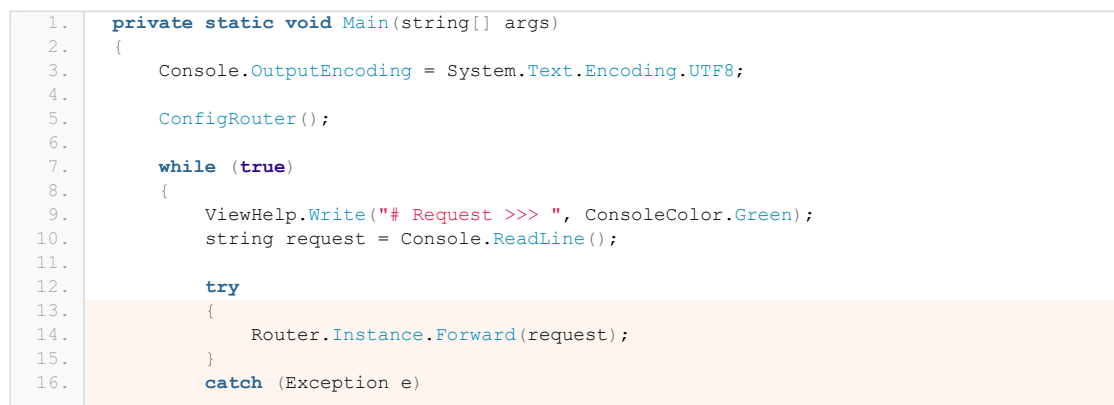 1. private static void Main(string[] args)
2. {
3. Console.OutputEncoding = System.Text.Encoding.UTF8;
4.
5. ConfigRouter();
6.
7. while (true)
8. {
9. ViewHelp.Write("# Request >>> ", ConsoleColor.Green);
10. string request = Console.ReadLine();
11.
12. try
13. {
14. Router.Instance.Forward(request);
15. }
16. catch (Exception e)